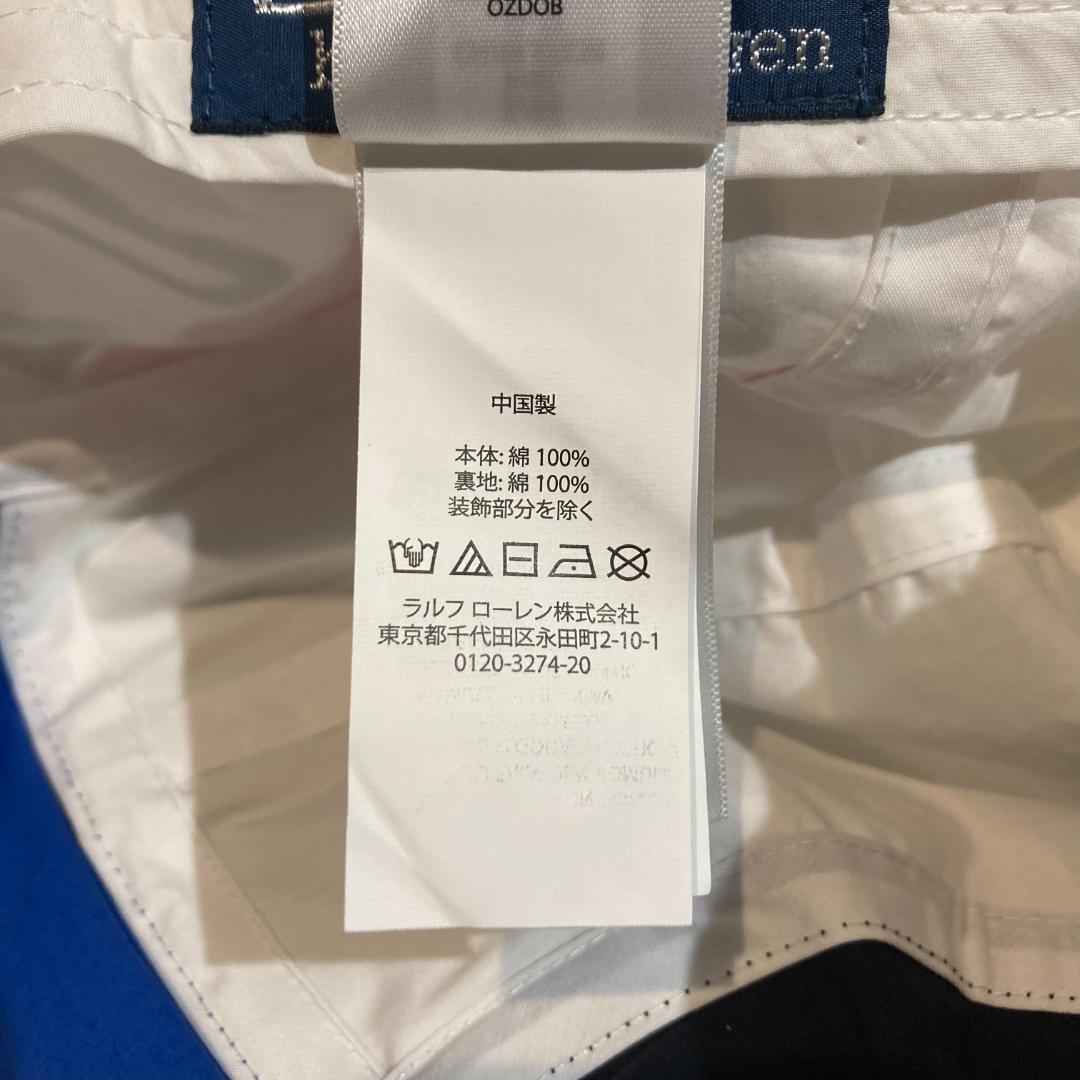 OZDOB
ren
中国製
本体: 綿 100%
裏地: 綿 100%
装飾部分を除く
ラルフ ローレン株式会社
東京都千代田区永田町2-10-1
0120-3274-20